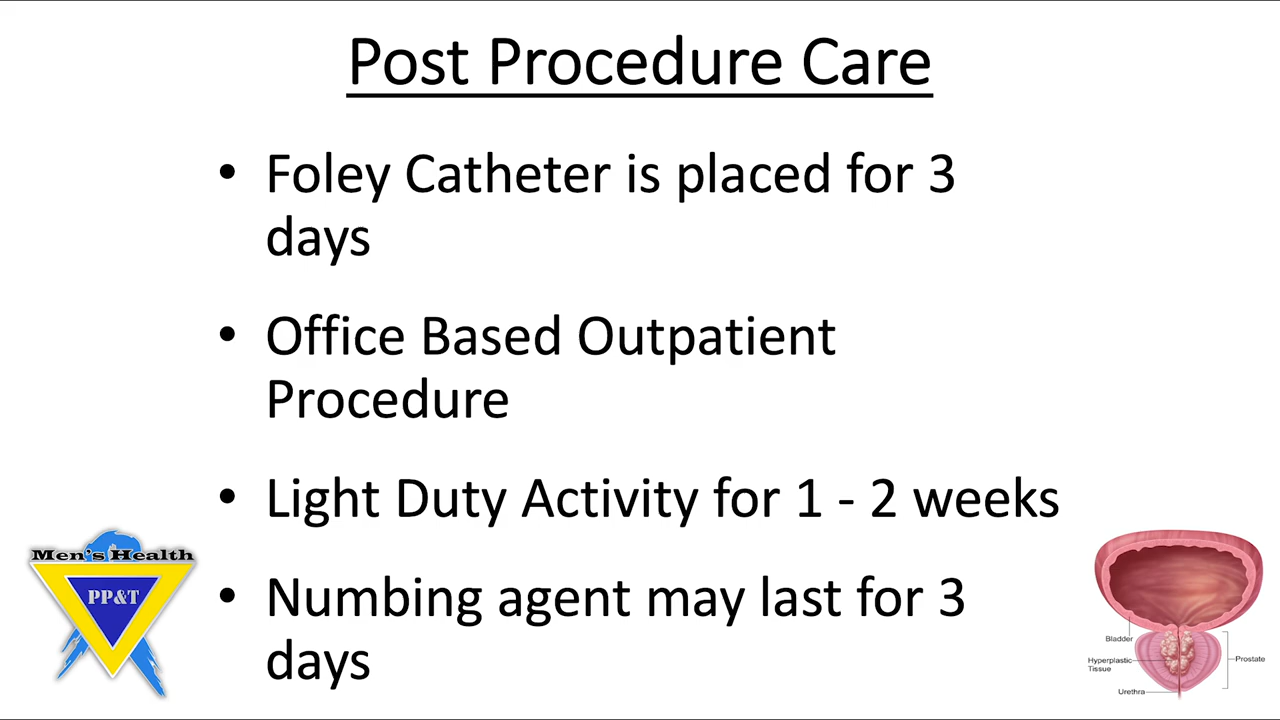 Post Procedure Care
• Foley Catheter is placed for 3
days
• Office Based Outpatient
Procedure
• Light Duty Activity for 1 - 2 weeks
• Numbing agent may last for 3
days
Men's Health
PP&T
Bladder
Hyperplastic
Tissue
Prostate
Urethra